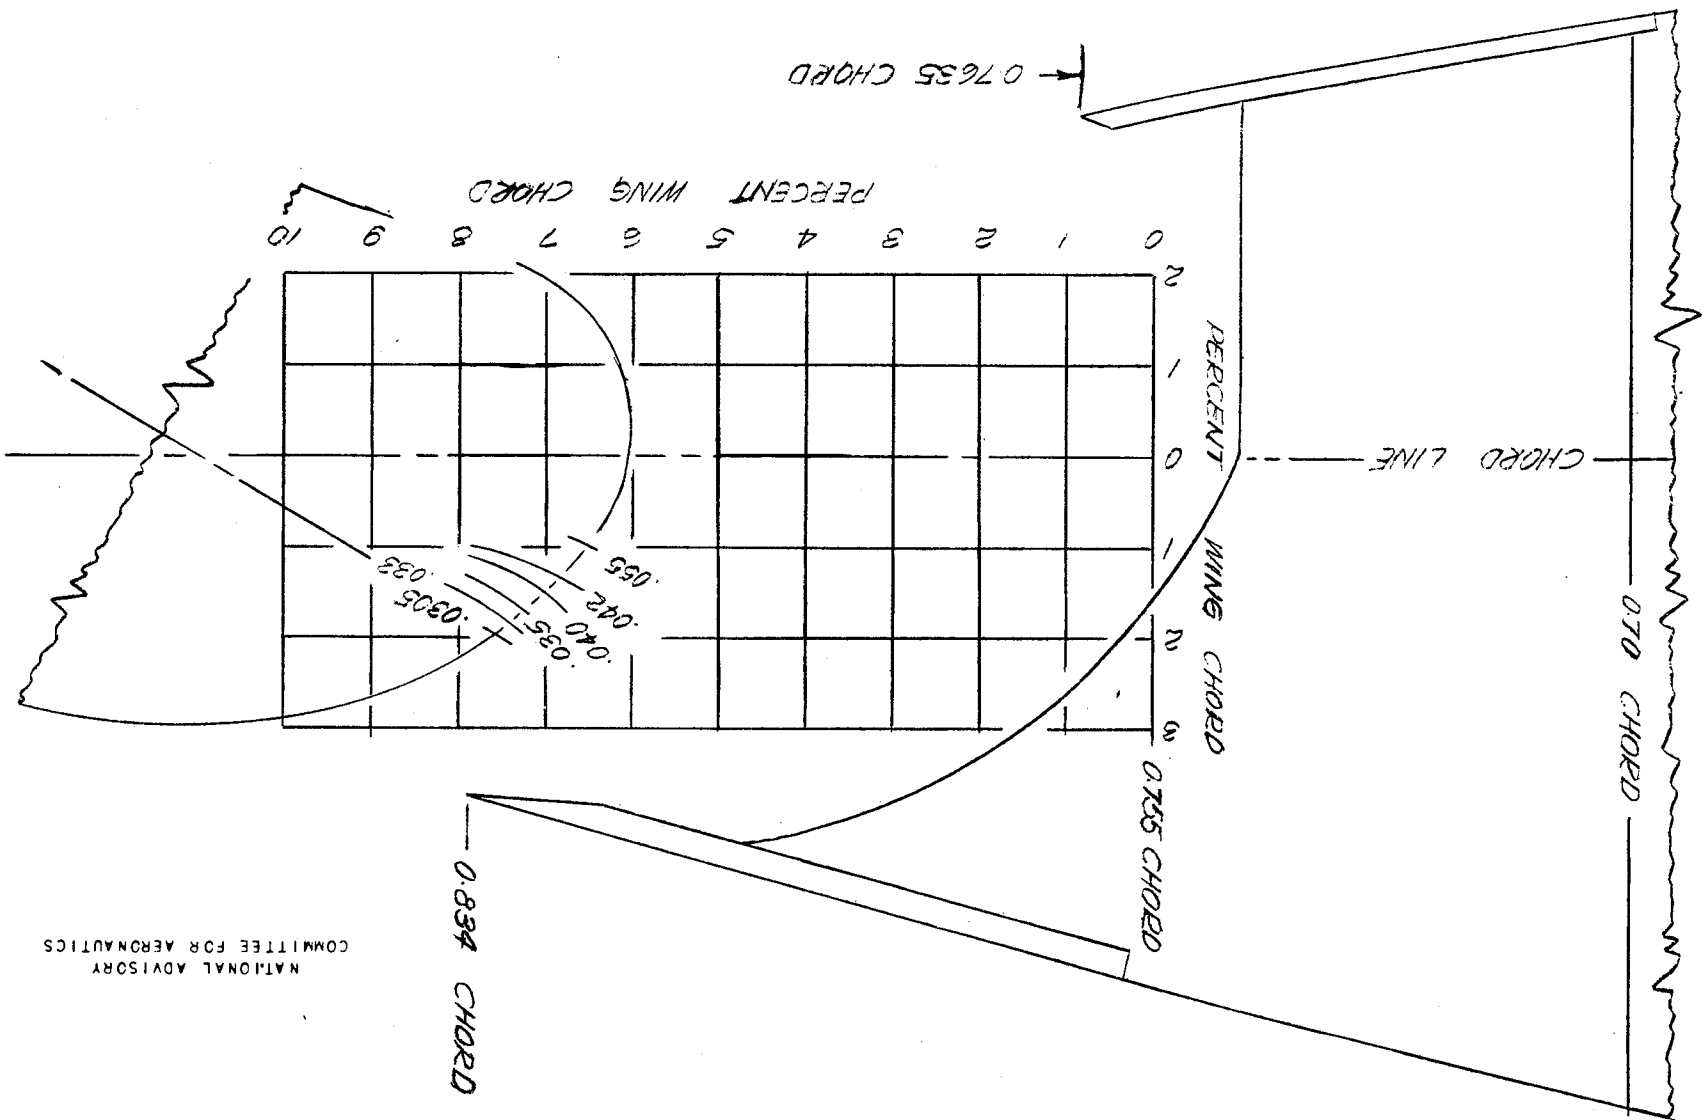 0.7635 CHORD
PERCENT WING CHORD
10 9 8 7 6 5 4 3 2 1 0
2
1
0
1
2
3
PERCENT WING CHORD
0.755 CHORD
CHORD LINE
0.70 CHORD
0.834 CHORD
.055
.042
.040
.035
.033
.0305
NATIONAL ADVISORY
COMMITTEE FOR AERONAUTICS